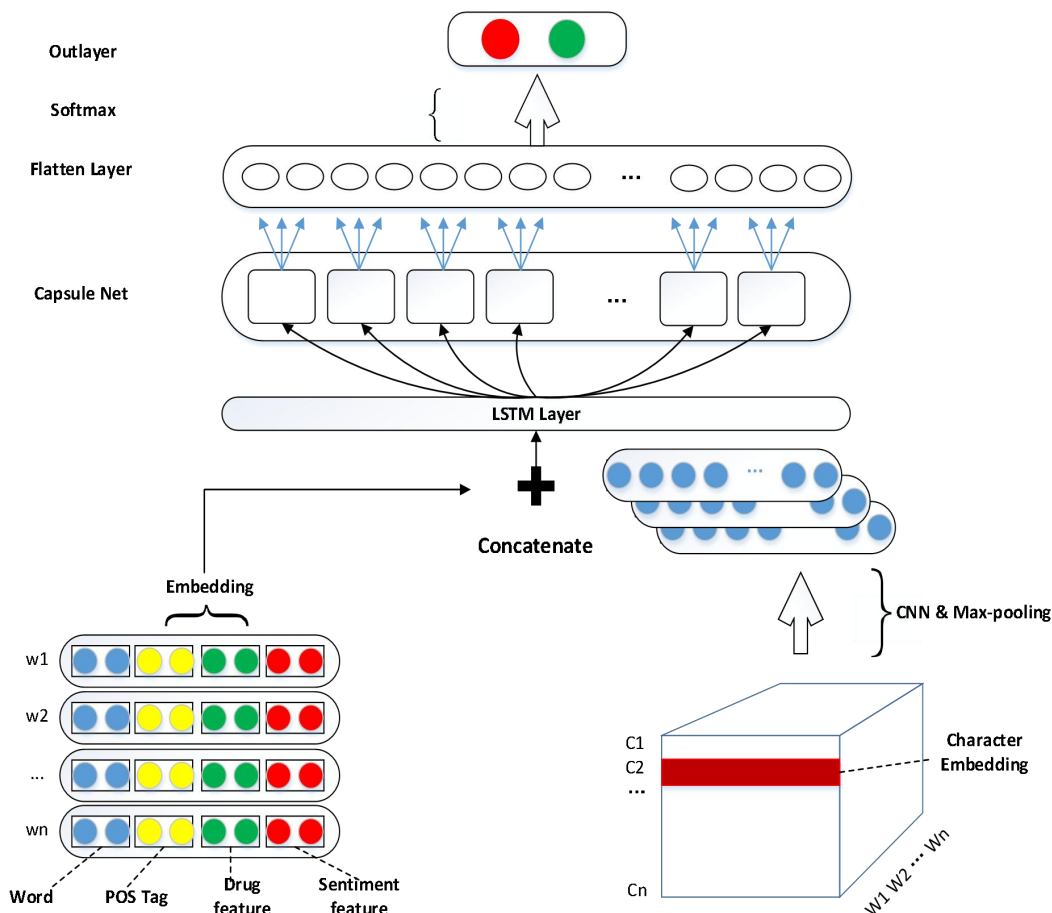 Outlayer
Softmax
Flatten Layer
...
Capsule Net
...
LSTM Layer
...
Concatenate
Embedding
CNN & Max-pooling
w1
w2
...
wn
Word
POS Tag
Drug
feature
Sentiment
feature
C1
C2
...
Cn
Character
Embedding
W1 W2 ... Wn